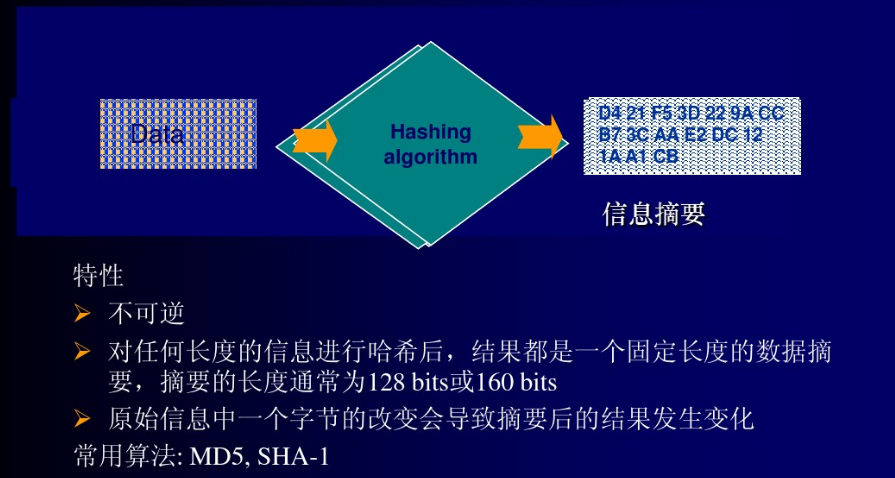 Data
Hashing
algorithm
D4 21 F5 3D 22 9A CC
B7 3C AA E2 DC 12
1A A1 CB
信息摘要
特性
不可逆
对任何长度的信息进行哈希后，结果都是一个固定长度的数据摘
要，摘要的长度通常为128 bits或160 bits
原始信息中一个字节的改变会导致摘要后的结果发生变化
常用算法: MD5, SHA-1